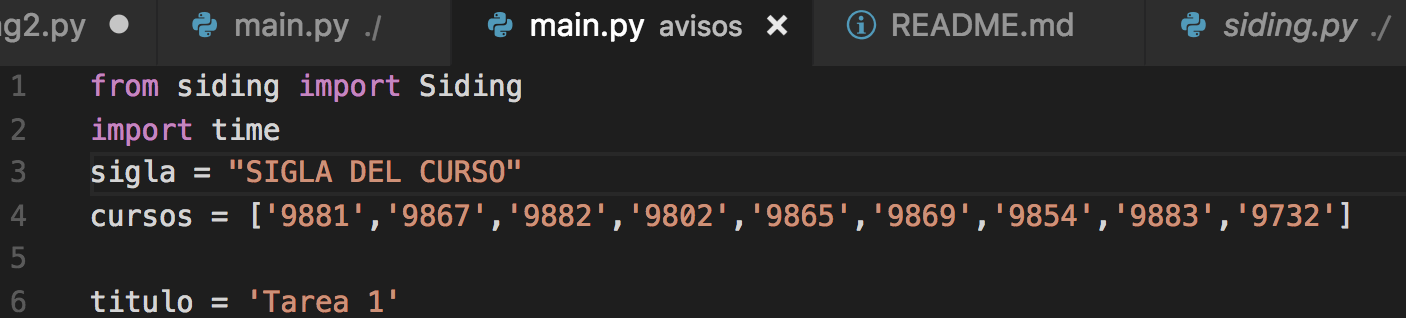 ng2.py main.py ./ main.py avisos README.md siding.py ./
1 from siding import Siding
2 import time
3 sigla = "SIGLA DEL CURSO"
4 cursos = ['9881','9867','9882','9802','9865','9869','9854','9883','9732']
5
6 titulo = 'Tarea 1'